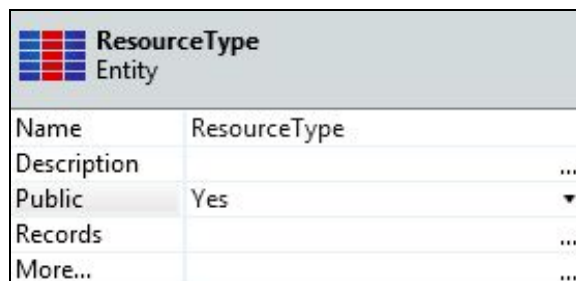 ResourceType
Entity
Name ResourceType
Description ...
Public Yes
Records ...
More... ...